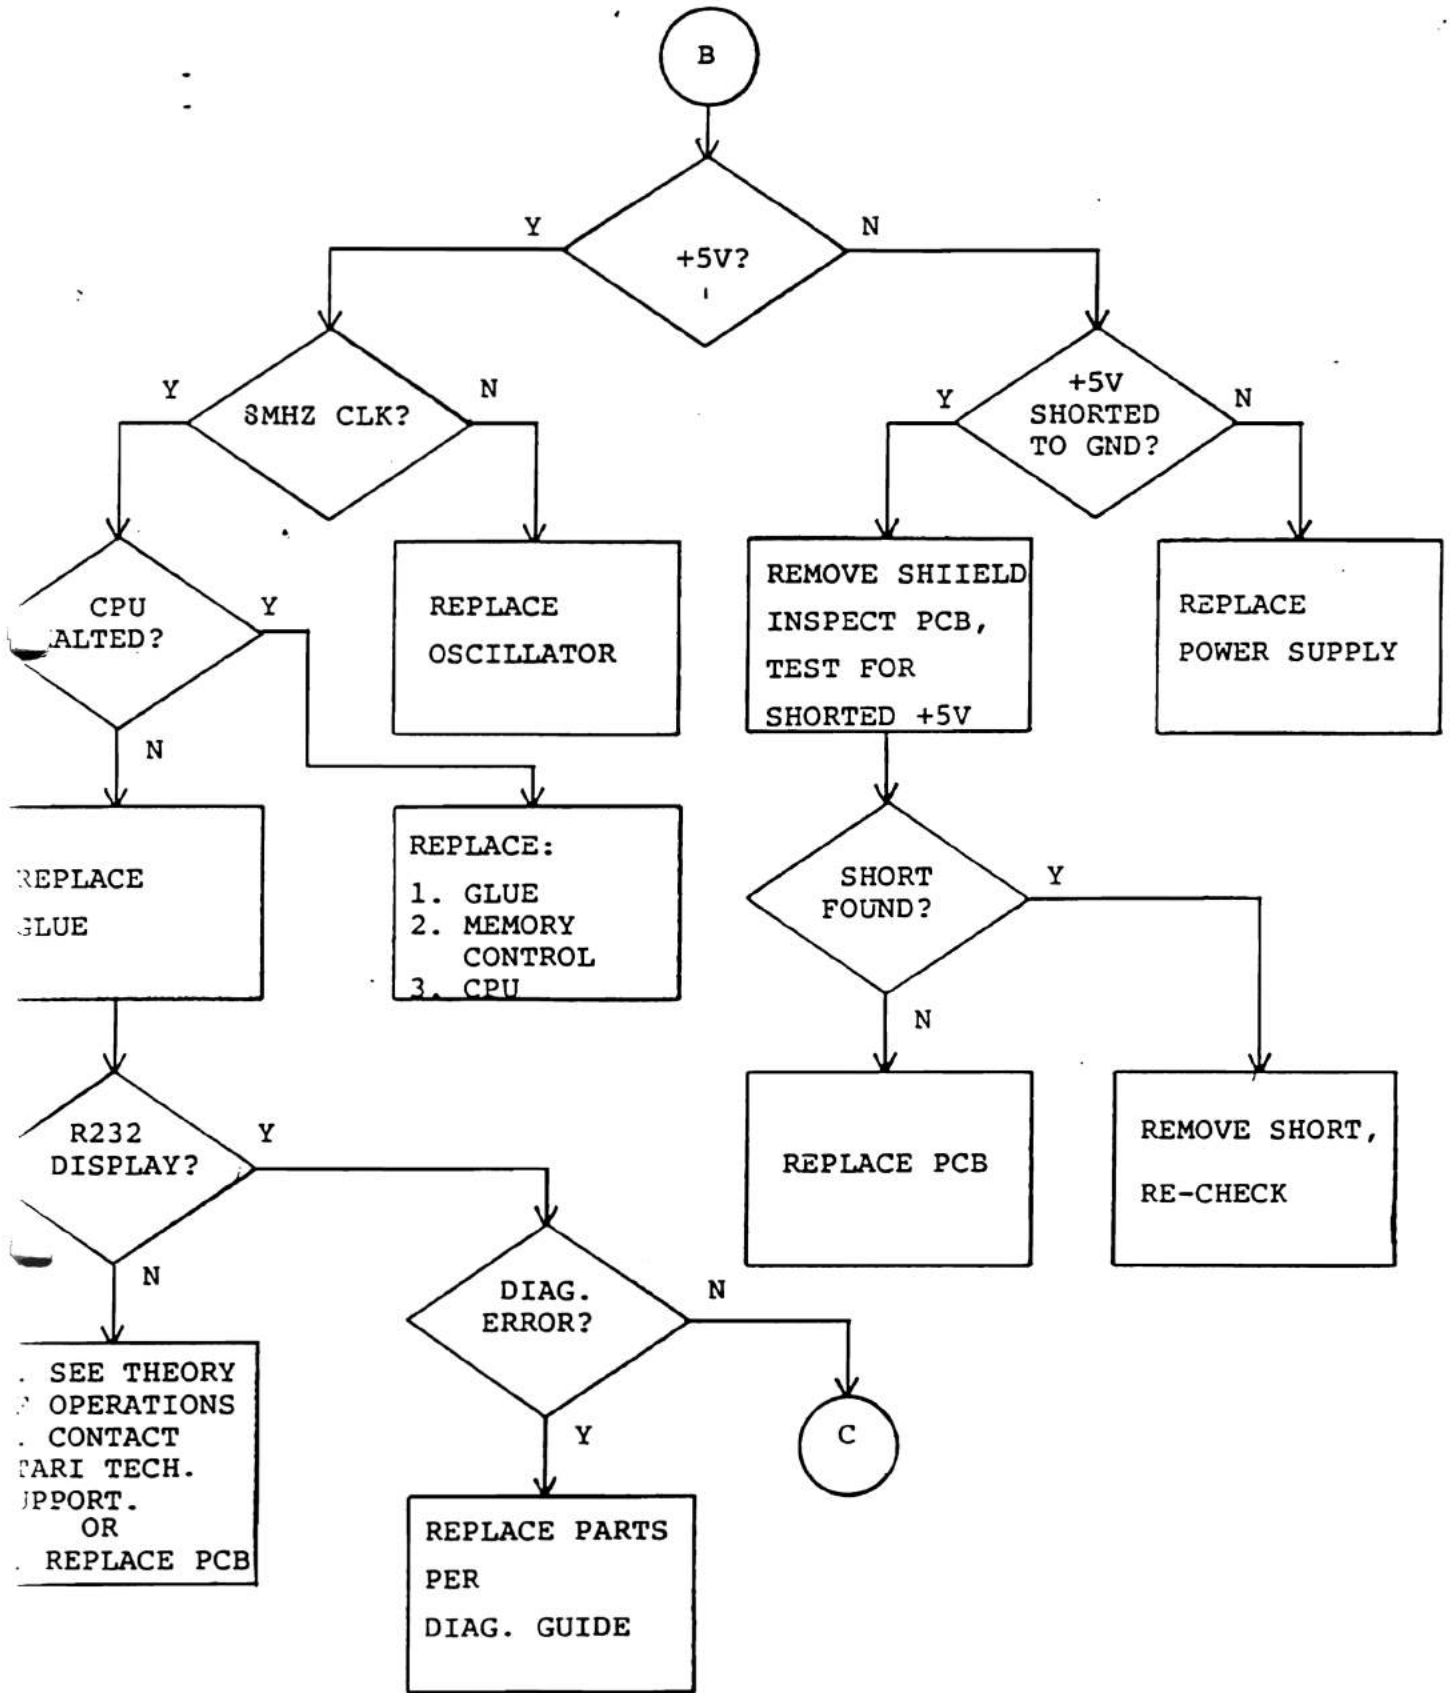 B
Y
N
+5V?
Y
8MHZ CLK?
N
Y
+5V
SHORTED
TO GND?
N
CPU
ALTED?
Y
N
REPLACE
OSCILLATOR
REMOVE SHIIELD
INSPECT PCB,
TEST FOR
SHORTED +5V
REPLACE
POWER SUPPLY
REPLACE
GLUE
REPLACE:
1. GLUE
2. MEMORY
CONTROL
3. CPU
SHORT
FOUND?
Y
N
R232
DISPLAY?
Y
N
REPLACE PCB
REMOVE SHORT,
RE-CHECK
DIAG.
ERROR?
N
Y
. SEE THEORY
OPERATIONS
. CONTACT
TARI TECH.
UPPORT.
OR
. REPLACE PCB
C
REPLACE PARTS
PER
DIAG. GUIDE